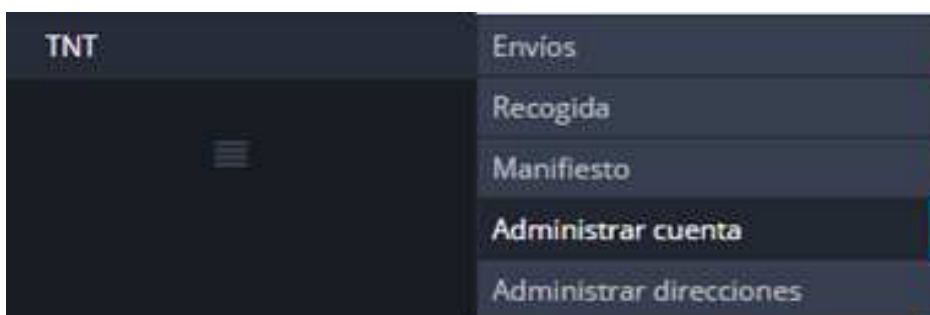 TNT
Envíos
Recogida
Manifiesto
Administrar cuenta
Administrar direcciones